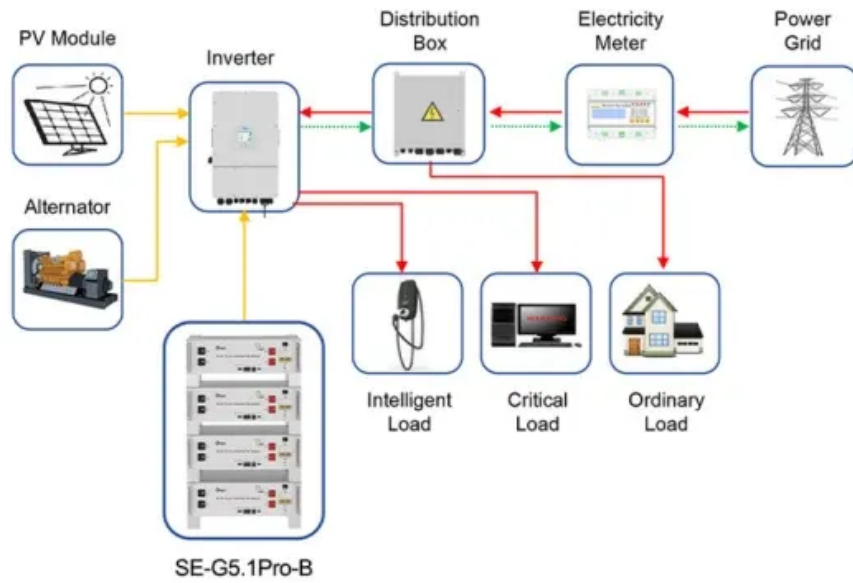 PV Module
Inverter
Distribution
Box
Electricity
Meter
Power
Grid
Alternator
Intelligent
Load
Critical
Load
Ordinary
Load
SE-G5.1Pro-B